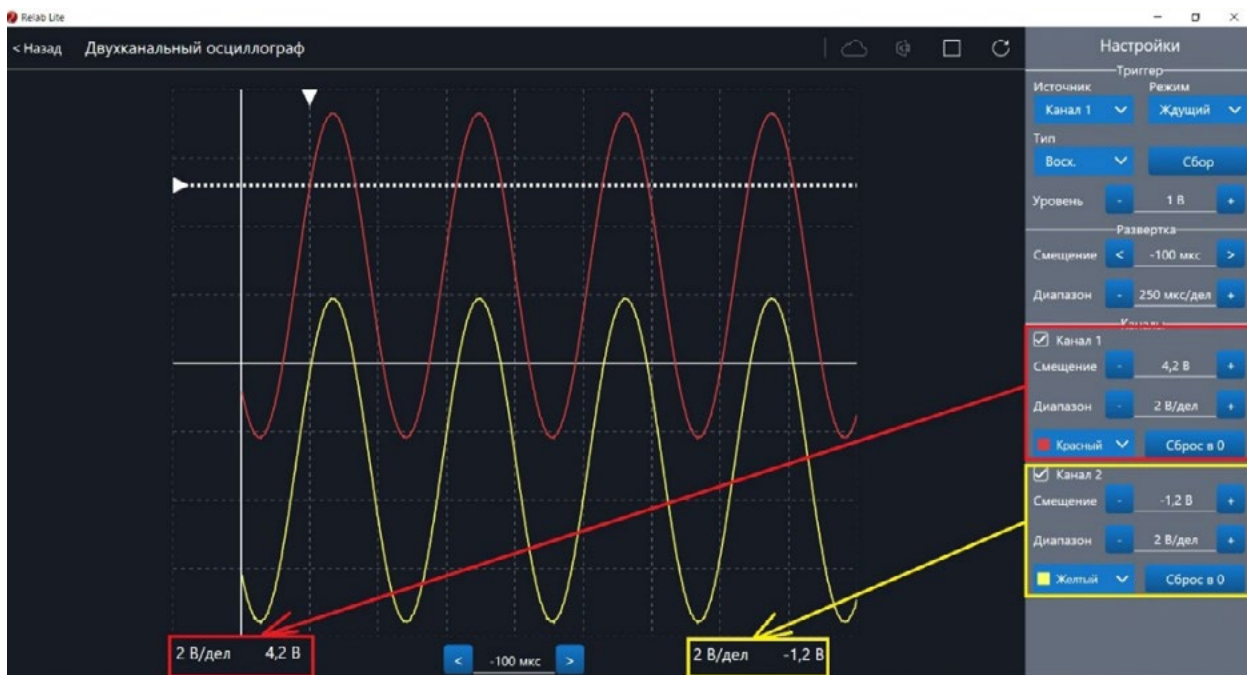 Relab Lite
< Назад Двухканальный осциллограф
Настройки
Триггер
Источник Режим
Канал 1 Ждущий
Тип
Восх. Сбор
Уровень - 1 В +
Развертка
Смещение < -100 мкс >
Диапазон - 250 мкс/дел +
Каналы
Канал 1
Смещение - 4,2 В +
Диапазон - 2 В/дел +
Красный Сброс в 0
Канал 2
Смещение - -1,2 В +
Диапазон - 2 В/дел +
Желтый Сброс в 0
2 В/дел 4,2 В < -100 мкс > 2 В/дел -1,2 В